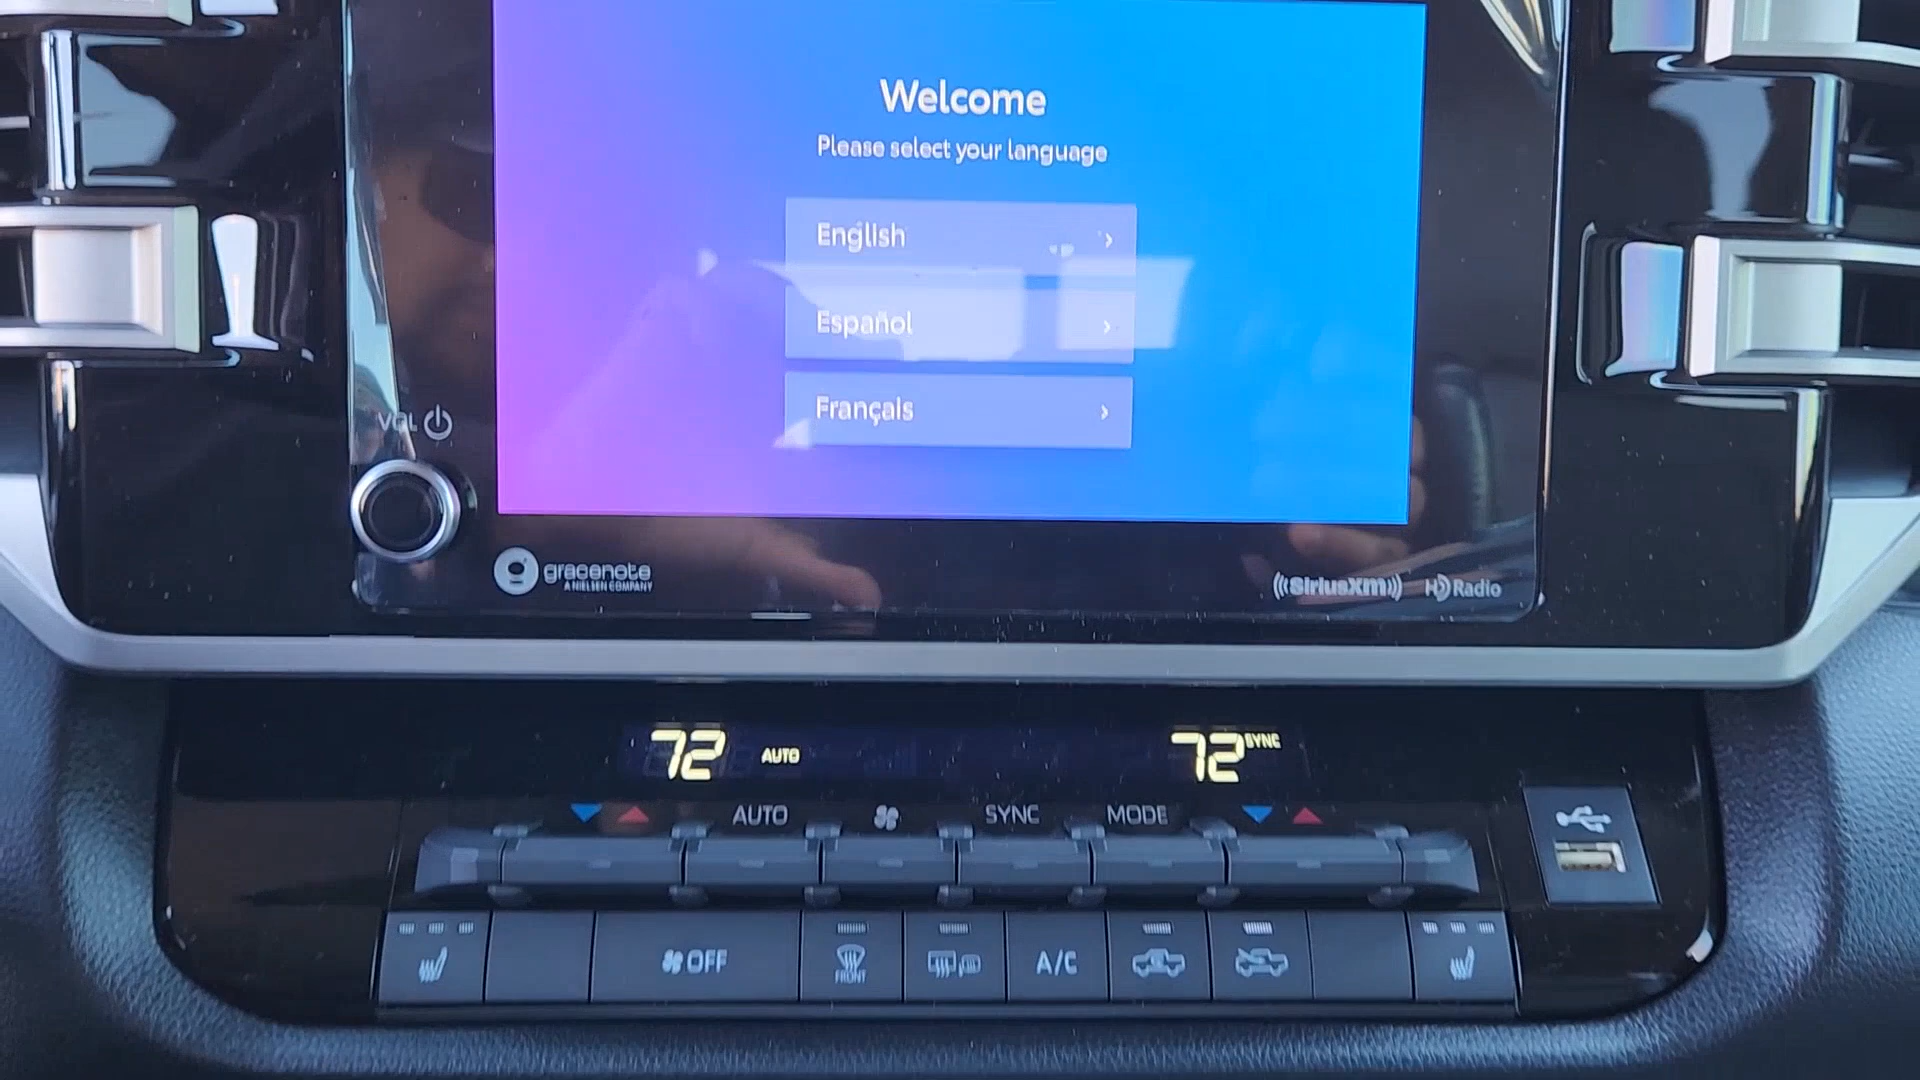 Welcome
Please select your language
English
Español
Français
VOL
gracenote
A NIELSEN COMPANY
SiriusXM
HD Radio
72 AUTO 72 SYNC
AUTO SYNC MODE
OFF FRONT A/C